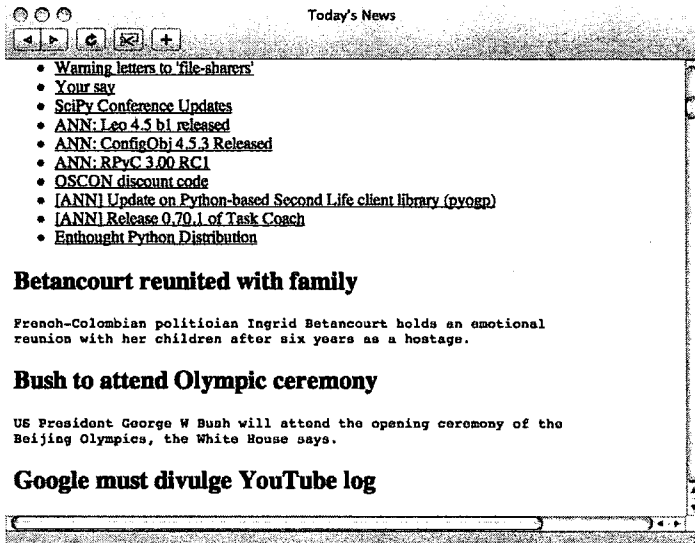 Today's News
Warning letters to 'file-sharers'
Your say
SciPy Conference Updates
ANN: Leo 4.5 b1 released
ANN: ConfigObj 4.5.3 Released
ANN: RPyC 3.00 RC1
OSCON discount code
[ANN] Update on Python-based Second Life client library (pyogp)
[ANN] Release 0.70.1 of Task Coach
Enthought Python Distribution
Betancourt reunited with family
French-Colombian politician Ingrid Betancourt holds an emotional
reunion with her children after six years as a hostage.
Bush to attend Olympic ceremony
US President George W Bush will attend the opening ceremony of the
Beijing Olympics, the White House says.
Google must divulge YouTube log